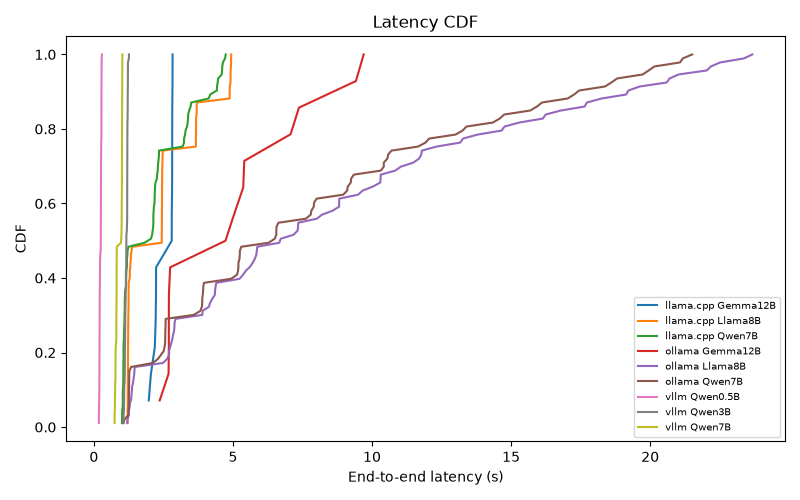 Latency CDF
CDF
1.0
0.8
0.6
0.4
0.2
0.0
0
5
10
15
20
End-to-end latency (s)
llama.cpp Gemma12B
llama.cpp Llama8B
llama.cpp Qwen7B
ollama Gemma12B
ollama Llama8B
ollama Qwen7B
vllm Qwen0.5B
vllm Qwen3B
vllm Qwen7B